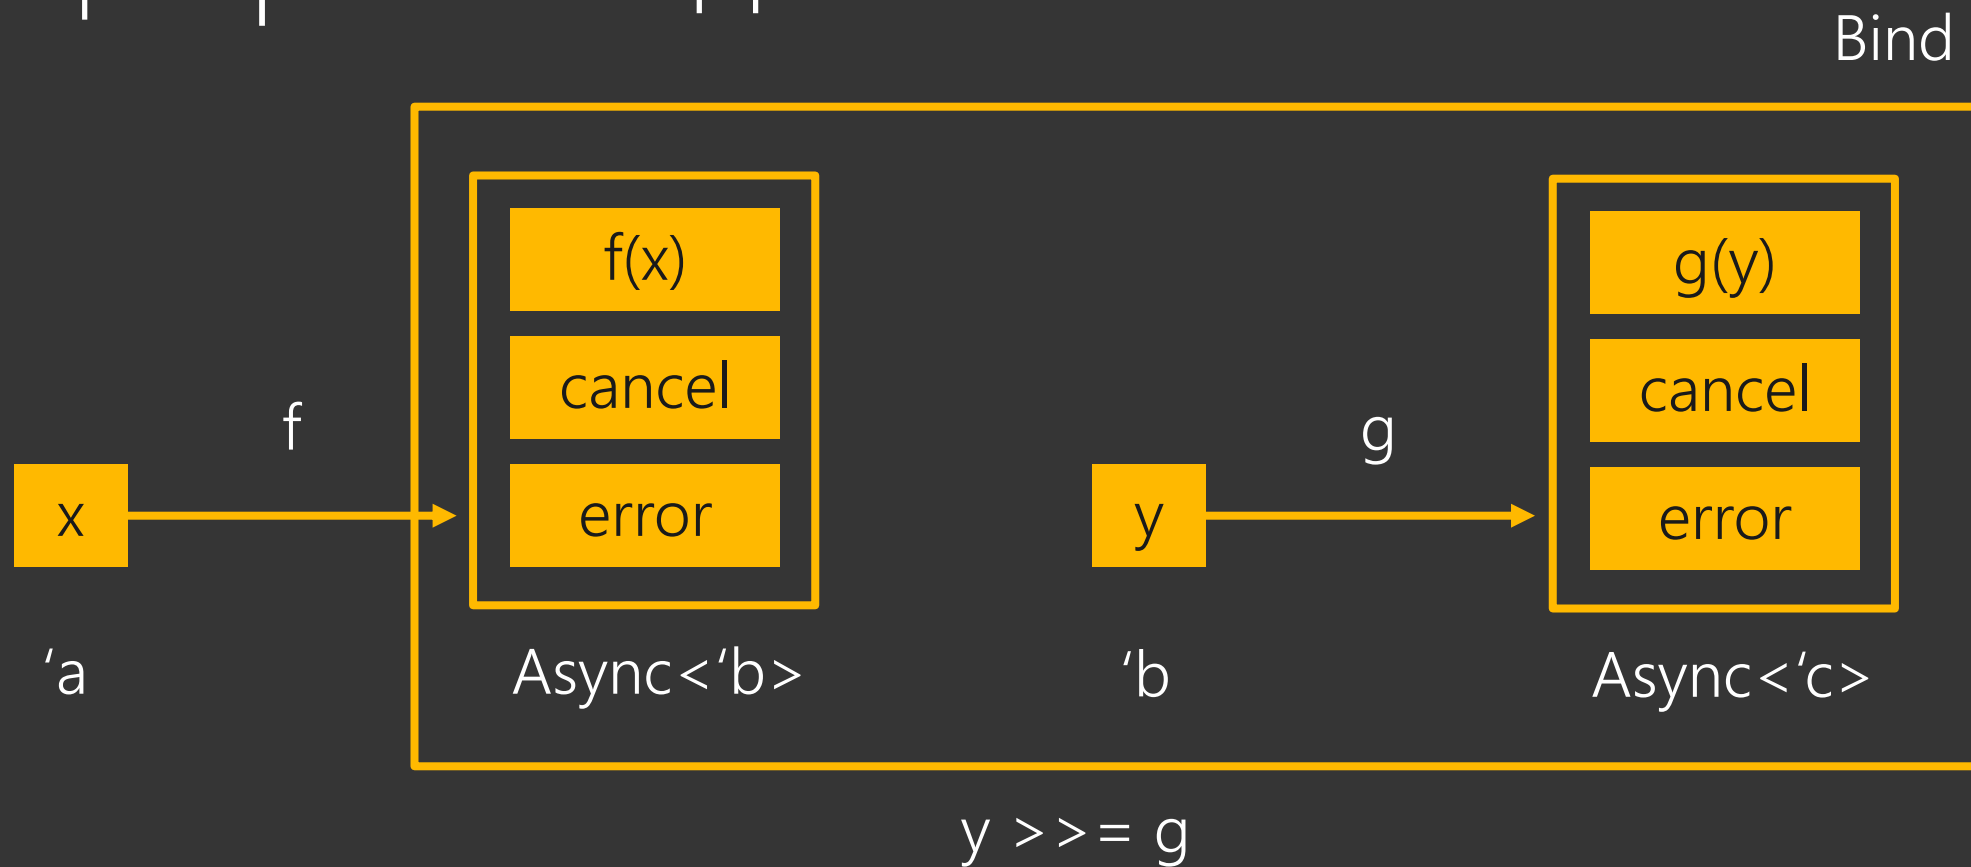 Bind
f(x)
cancel
error
f
x
‘a
Async<‘b>
g(y)
cancel
error
g
y
‘b
Async<‘c>
y >>= g